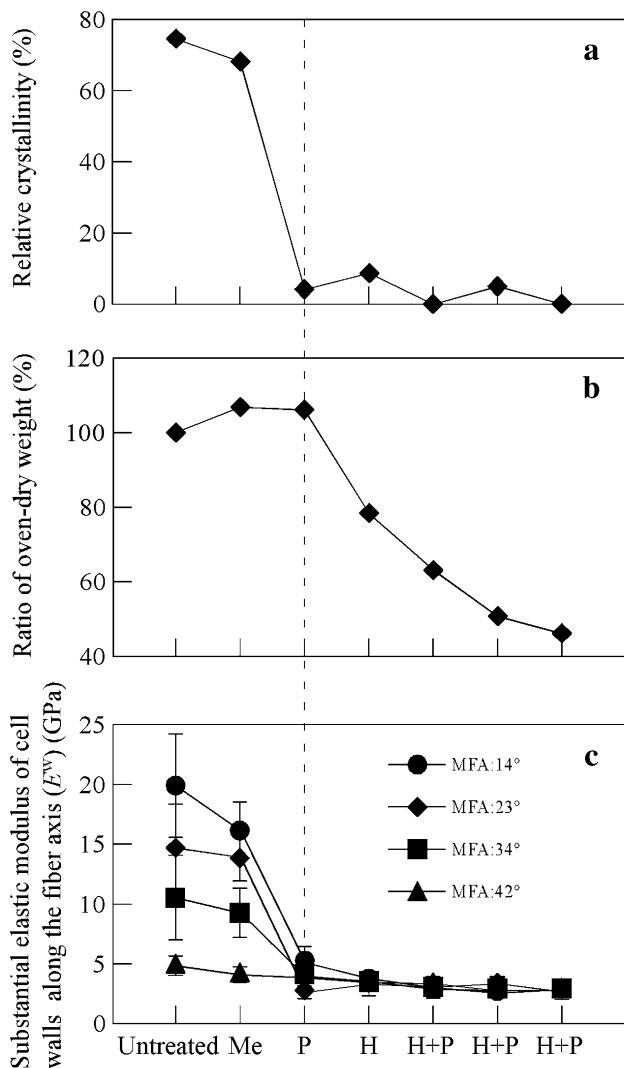 Relative crystallinity (%)
80
60
40
20
0
a
Ratio of oven-dry weight (%)
120
100
80
60
40
b
Substantial elastic modulus of cell
walls along the fiber axis (Eᵂ) (GPa)
25
20
15
10
5
0
c
MFA:14°
MFA:23°
MFA:34°
MFA:42°
Untreated Me P H H+P H+P H+P